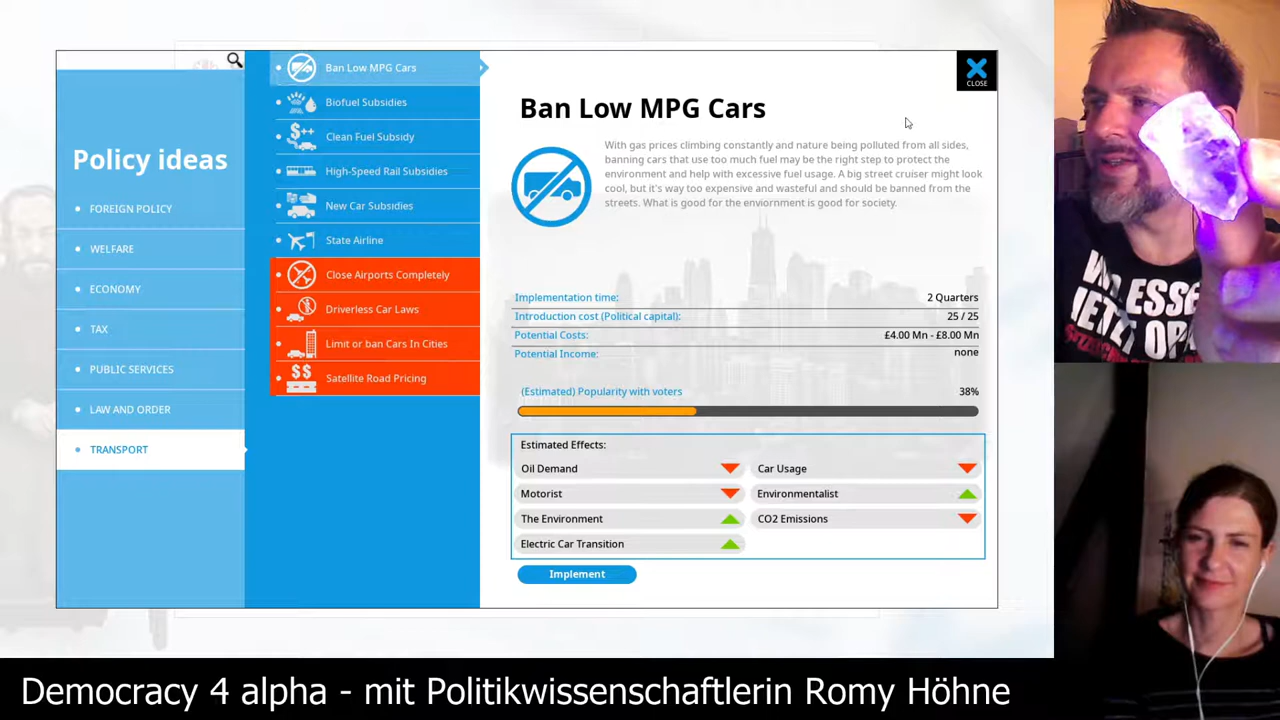 Policy ideas
FOREIGN POLICY
WELFARE
ECONOMY
TAX
PUBLIC SERVICES
LAW AND ORDER
TRANSPORT
Ban Low MPG Cars
Biofuel Subsidies
Clean Fuel Subsidy
High-Speed Rail Subsidies
New Car Subsidies
State Airline
Close Airports Completely
Driverless Car Laws
Limit or ban Cars In Cities
Satellite Road Pricing
CLOSE
Ban Low MPG Cars
With gas prices climbing constantly and nature being polluted from all sides,
banning cars that use too much fuel may be the right step to protect the
environment and help with excessive fuel usage. A big street cruiser might look
cool, but it's way too expensive and wasteful and should be banned from the
streets. What is good for the enviornment is good for society.
Implementation time: 2 Quarters
Introduction cost (Political capital): 25 / 25
Potential Costs: £4.00 Mn - £8.00 Mn
Potential Income: none
(Estimated) Popularity with voters 38%
Estimated Effects:
Oil Demand Car Usage
Motorist Environmentalist
The Environment CO2 Emissions
Electric Car Transition
Implement
Democracy 4 alpha - mit Politikwissenschaftlerin Romy Höhne